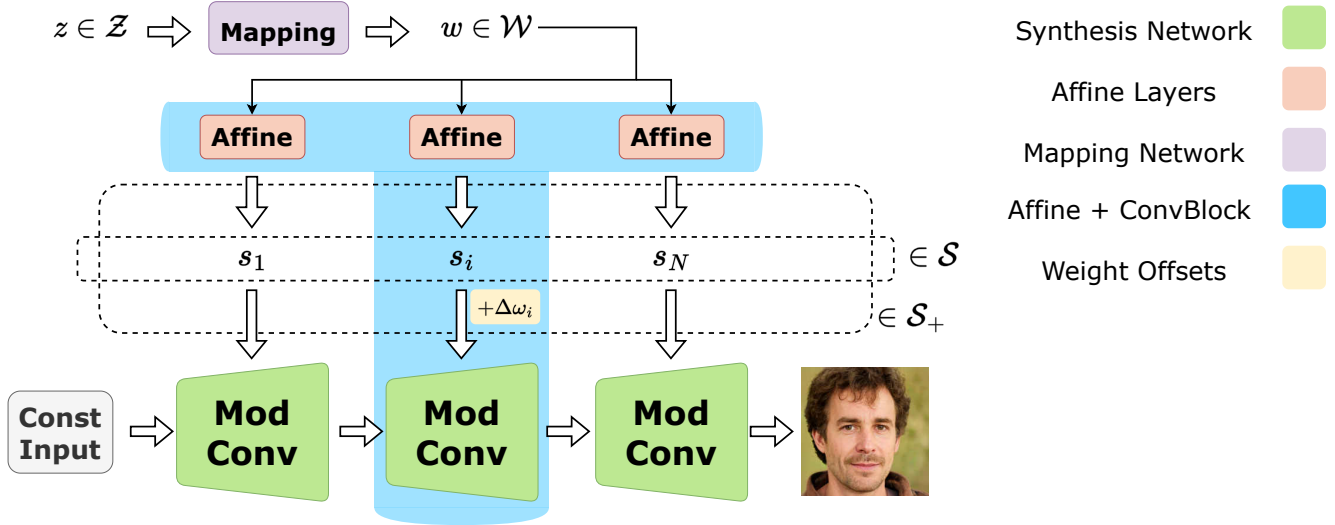 z ∈ 𝒵
Mapping
w ∈ 𝒲
Affine
Affine
Affine
s₁
sᵢ
s_N
∈ 𝒮
+Δωᵢ
∈ 𝒮₊
Const
Input
Mod
Conv
Mod
Conv
Mod
Conv
Synthesis Network
Affine Layers
Mapping Network
Affine + ConvBlock
Weight Offsets